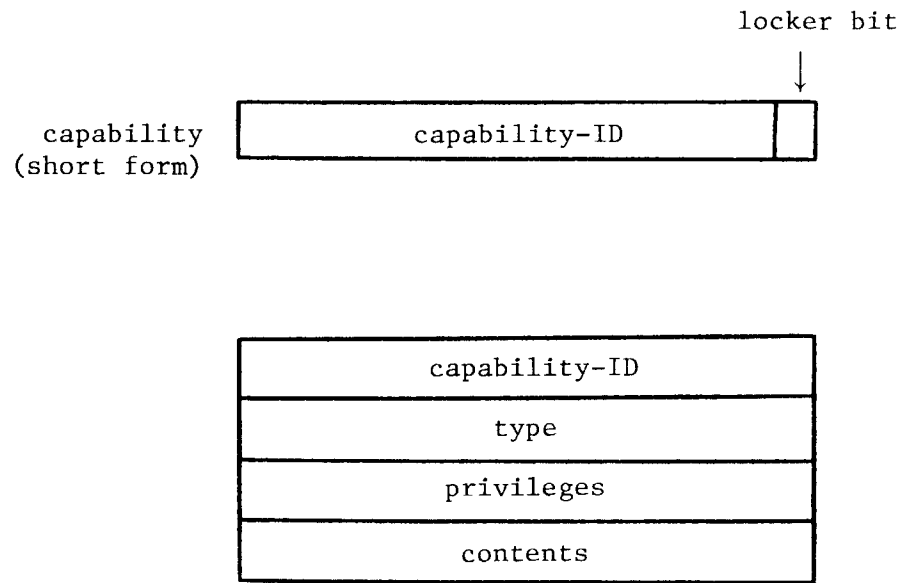 locker bit
capability
(short form)
capability-ID
capability-ID
type
privileges
contents